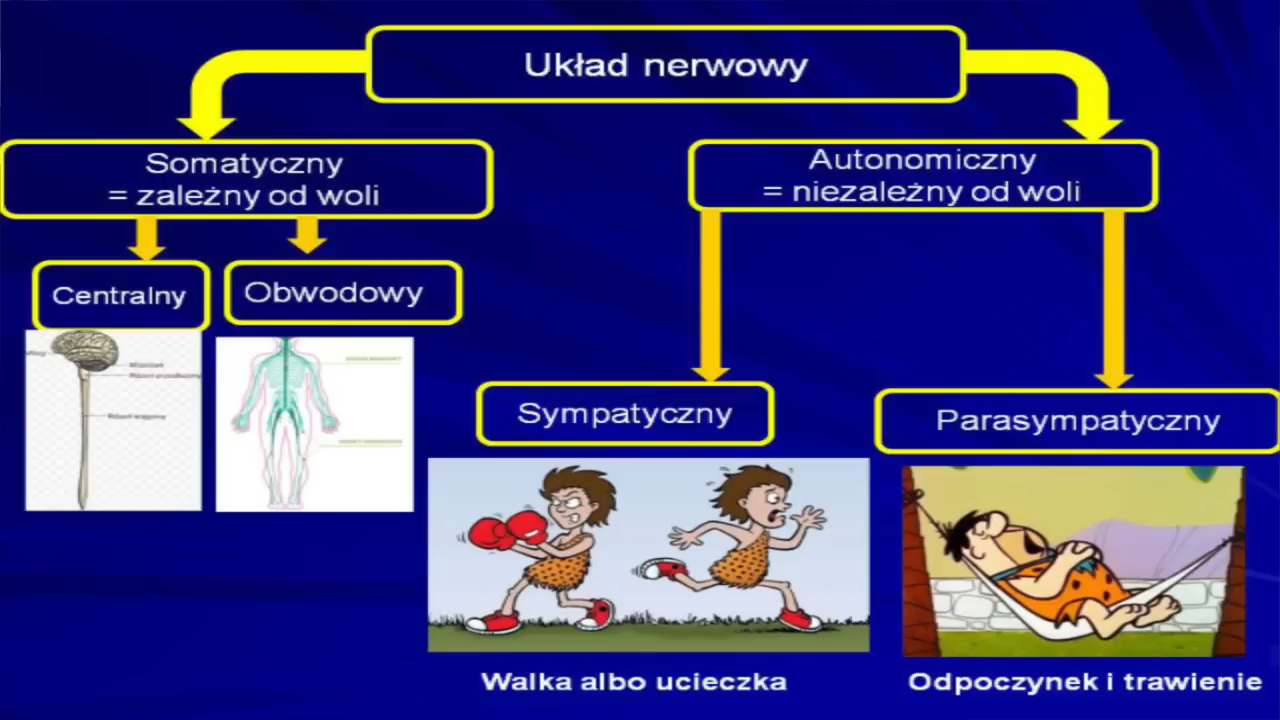 Układ nerwowy
Somatyczny
= zależny od woli
Autonomiczny
= niezależny od woli
Centralny
Obwodowy
Sympatyczny
Parasympatyczny
Walka albo ucieczka
Odpoczynek i trawienie